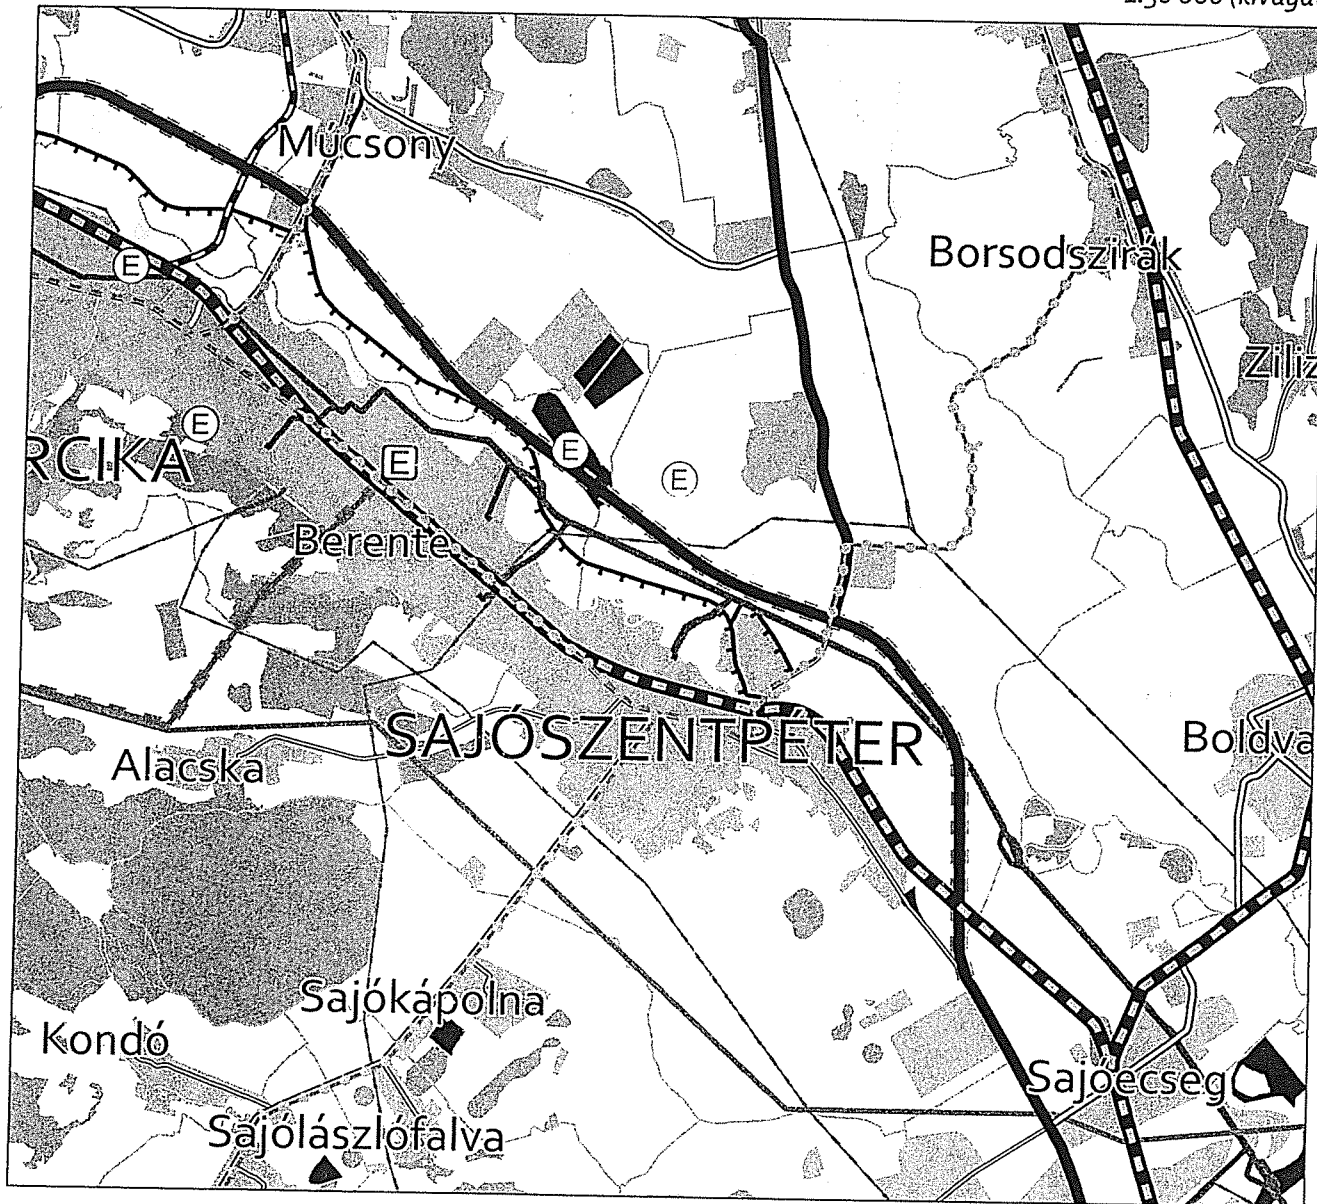 Múcsony
Borsodszirák
E
Ziliz
E
RCIKA
E
E
E
Berente
SAJÓSZENTPÉTER
Boldva
Alacska
Sajókápolna
Kondó
Sajóecseg
Sajólászlófalva